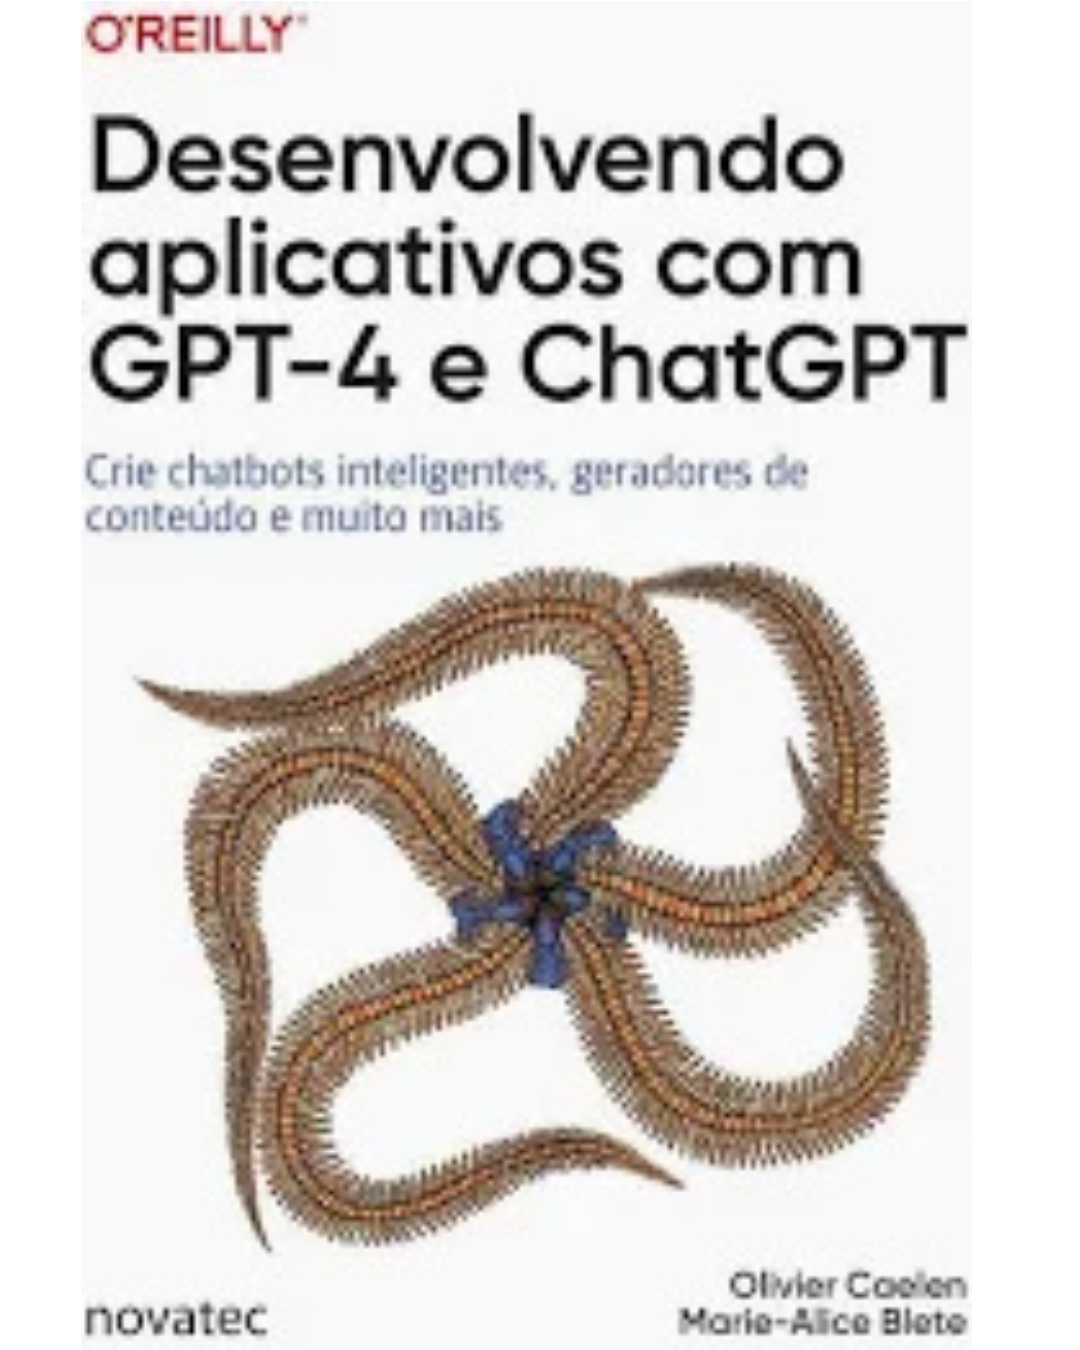 O'REILLY®
Desenvolvendo
aplicativos com
GPT-4 e ChatGPT
Crie chatbots inteligentes, geradores de
conteúdo e muito mais
Olivier Caelen
novatec
Marie-Alice Blete